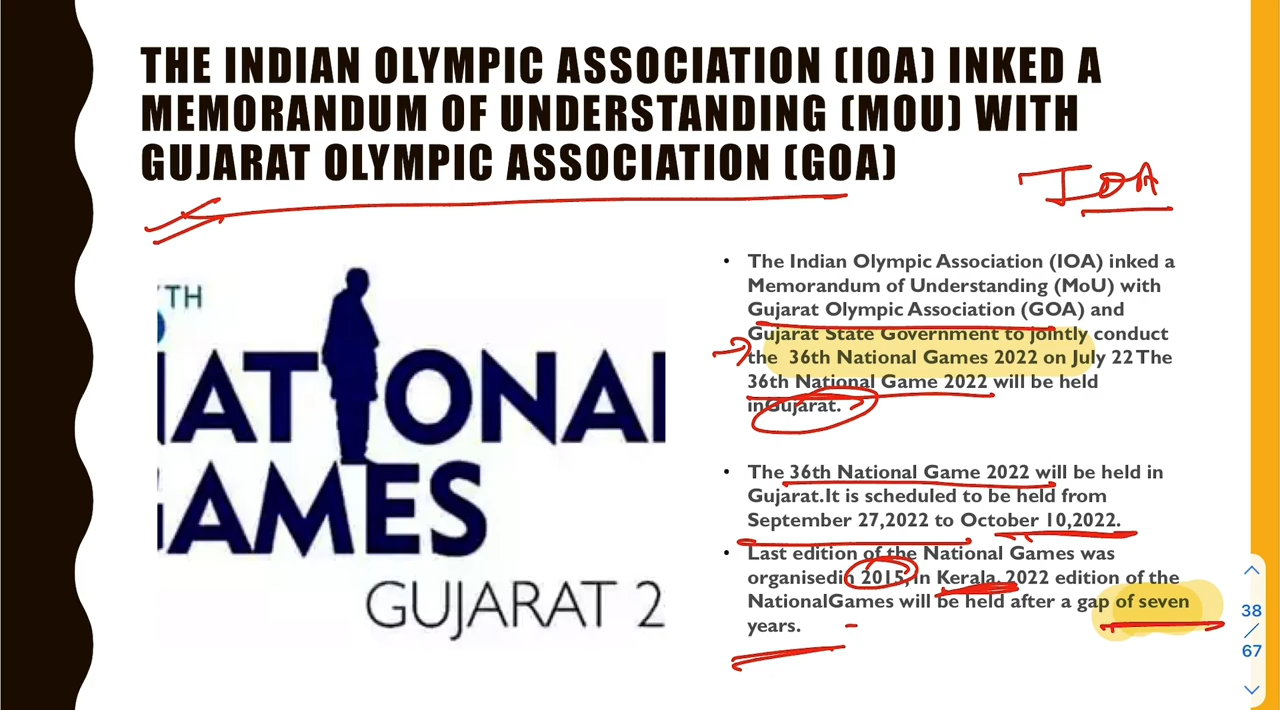 THE INDIAN OLYMPIC ASSOCIATION (IOA) INKED A
MEMORANDUM OF UNDERSTANDING (MOU) WITH
GUJARAT OLYMPIC ASSOCIATION (GOA)
IOA
TH
NATIONAL
GAMES
GUJARAT 2
• The Indian Olympic Association (IOA) inked a
Memorandum of Understanding (MoU) with
Gujarat Olympic Association (GOA) and
Gujarat State Government to jointly conduct
the 36th National Games 2022 on July 22 The
36th National Game 2022 will be held
inGujarat.
• The 36th National Game 2022 will be held in
Gujarat.It is scheduled to be held from
September 27,2022 to October 10,2022.
• Last edition of the National Games was
organisedin 2015, in Kerala. 2022 edition of the
NationalGames will be held after a gap of seven
years.
38
/
67